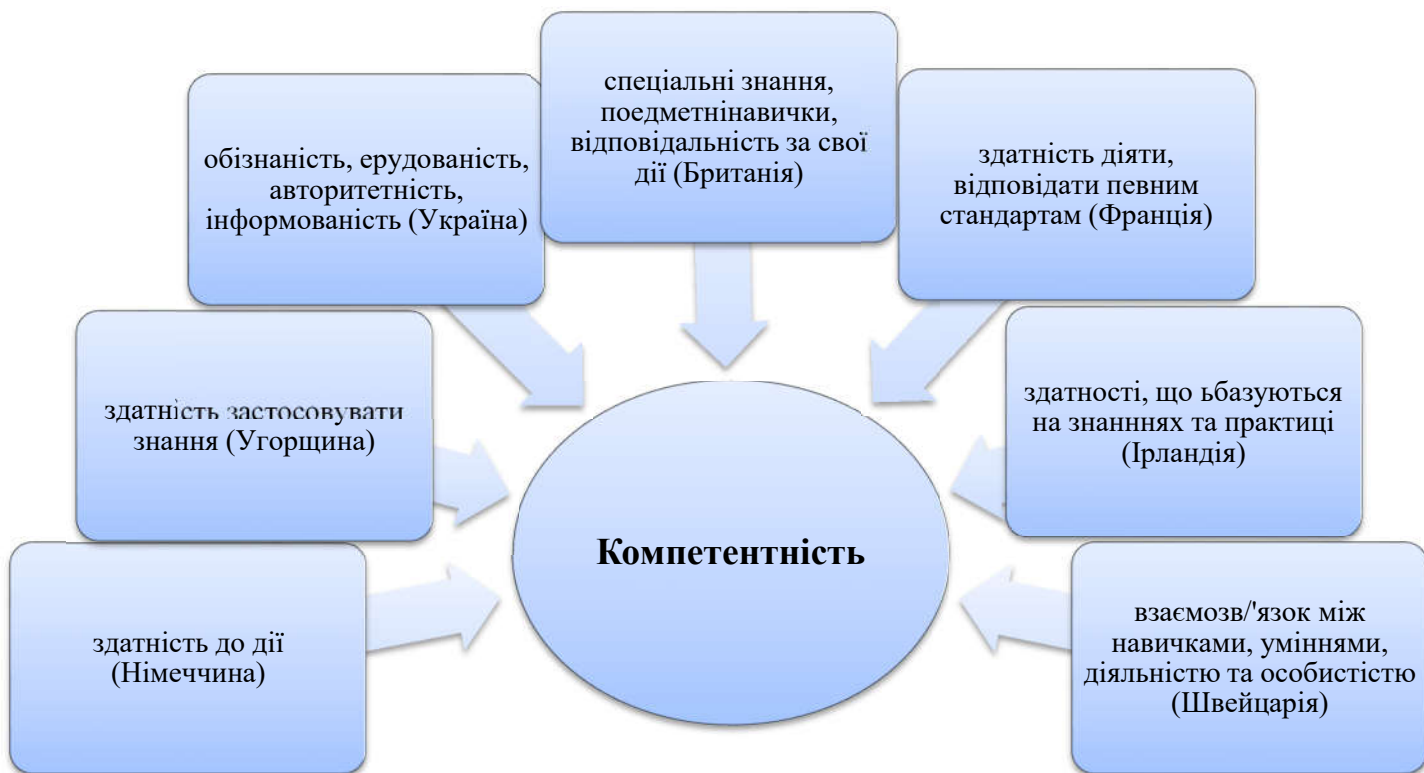 спеціальні знання,
поедметнінавички,
відповідальність за свої
дії (Британія)
обізнаність, ерудованість,
авторитетність,
інформованість (Україна)
здатність діяти,
відповідати певним
стандартам (Франція)
здатність застосовувати
знання (Угорщина)
здатності, що ьбазуються
на знанннях та практиці
(Ірландія)
Компетентність
здатність до дії
(Німеччина)
взаємозв/'язок між
навичками, уміннями,
діяльністю та особистістю
(Швейцарія)